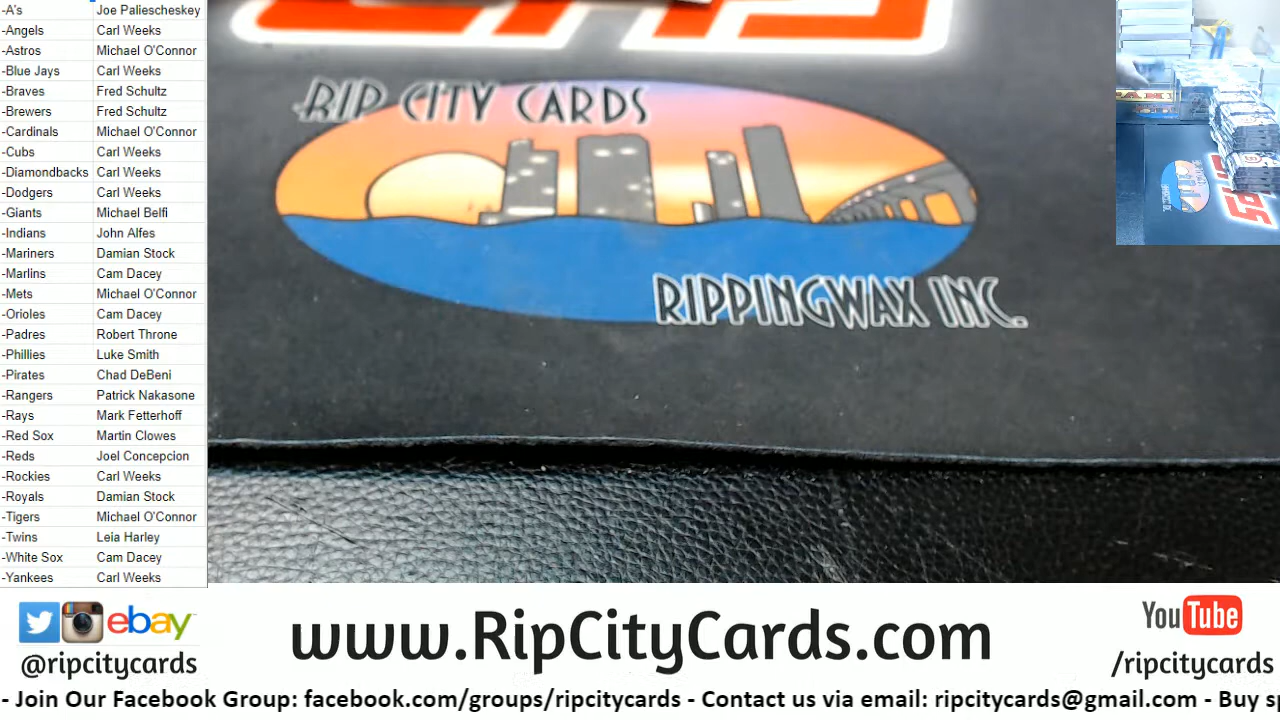 -A's Joe Paliescheskey
-Angels Carl Weeks
-Astros Michael O'Connor
-Blue Jays Carl Weeks
-Braves Fred Schultz
-Brewers Fred Schultz
-Cardinals Michael O'Connor
-Cubs Carl Weeks
-Diamondbacks Carl Weeks
-Dodgers Carl Weeks
-Giants Michael Belfi
-Indians John Alfes
-Mariners Damian Stock
-Marlins Cam Dacey
-Mets Michael O'Connor
-Orioles Cam Dacey
-Padres Robert Throne
-Phillies Luke Smith
-Pirates Chad DeBeni
-Rangers Patrick Nakasone
-Rays Mark Fetterhoff
-Red Sox Martin Clowes
-Reds Joel Concepcion
-Rockies Carl Weeks
-Royals Damian Stock
-Tigers Michael O'Connor
-Twins Leia Harley
-White Sox Cam Dacey
-Yankees Carl Weeks
RIP CITY CARDS
RIPPINGWAX INC.
ebay
@ripcitycards
www.RipCityCards.com
YouTube
/ripcitycards
- Join Our Facebook Group: facebook.com/groups/ripcitycards - Contact us via email: ripcitycards@gmail.com - Buy